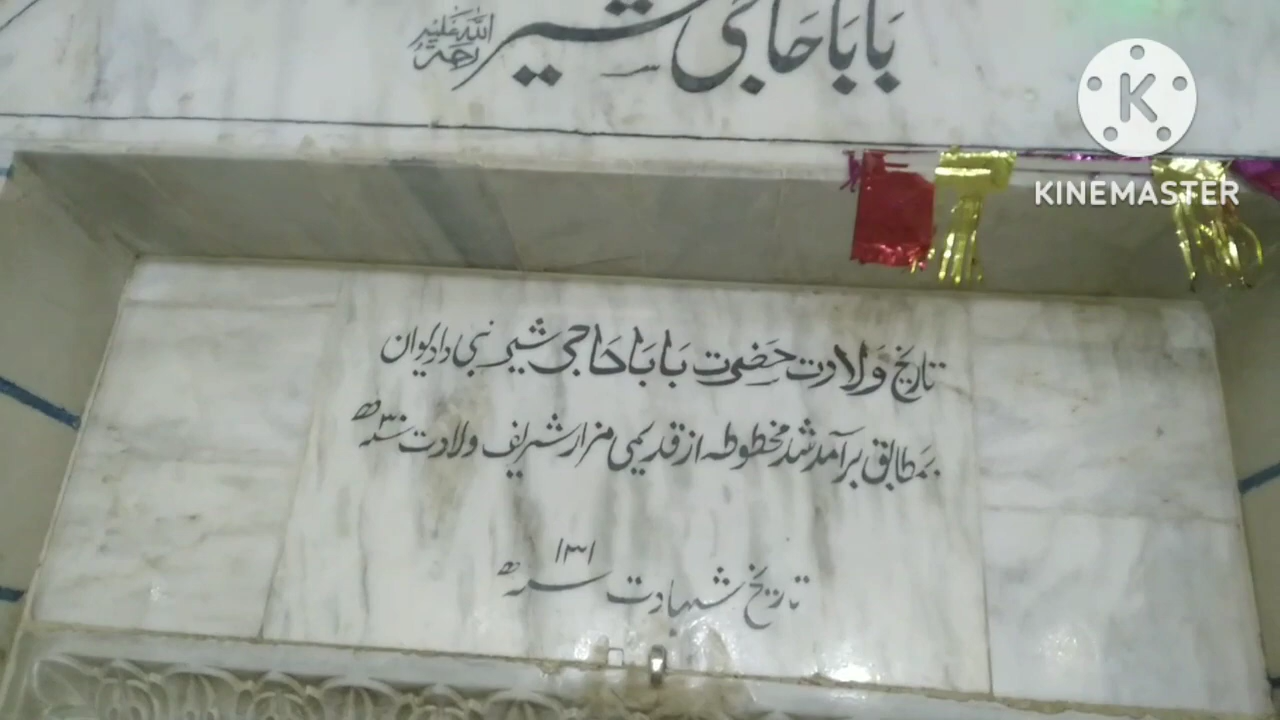 بابا حاجی شیر رحمۃ اللہ علیہ
K
KINEMASTER
تاریخ ولادت حضرت بابا حاجی شیر نبی دادیوان
بمطابق برآمد شد مخطوطہ از قدیمی مزار شریف ولادت سنہ ۳۰ ھ
تاریخ شہادت سنہ ۱۳۱ ھ